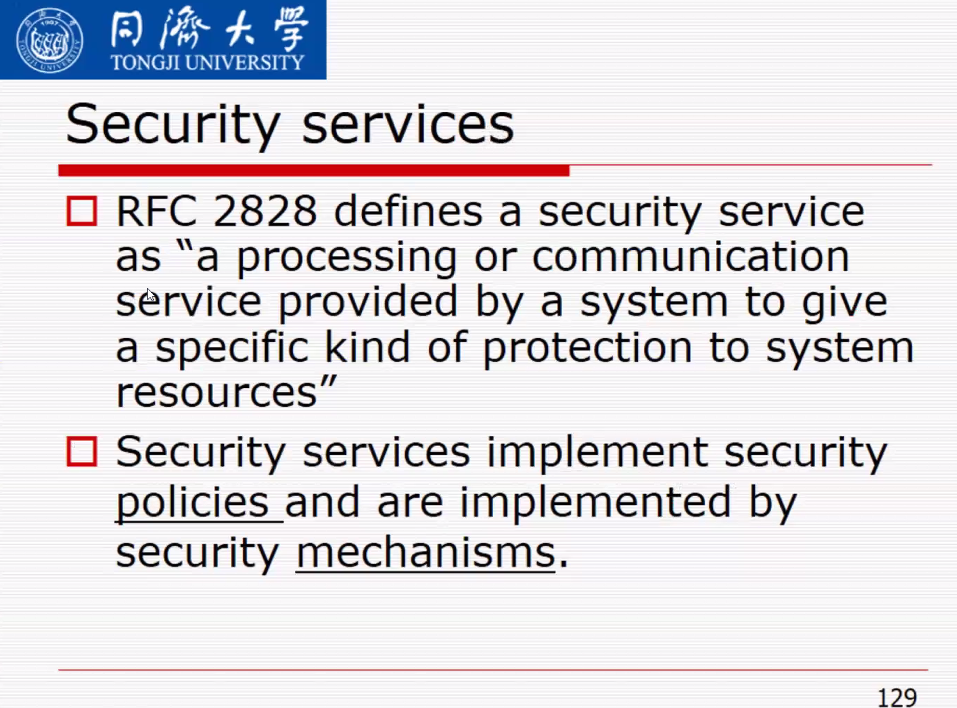 同濟大學
TONGJI UNIVERSITY
Security services
RFC 2828 defines a security service
as “a processing or communication
service provided by a system to give
a specific kind of protection to system
resources”
Security services implement security
policies and are implemented by
security mechanisms.
129